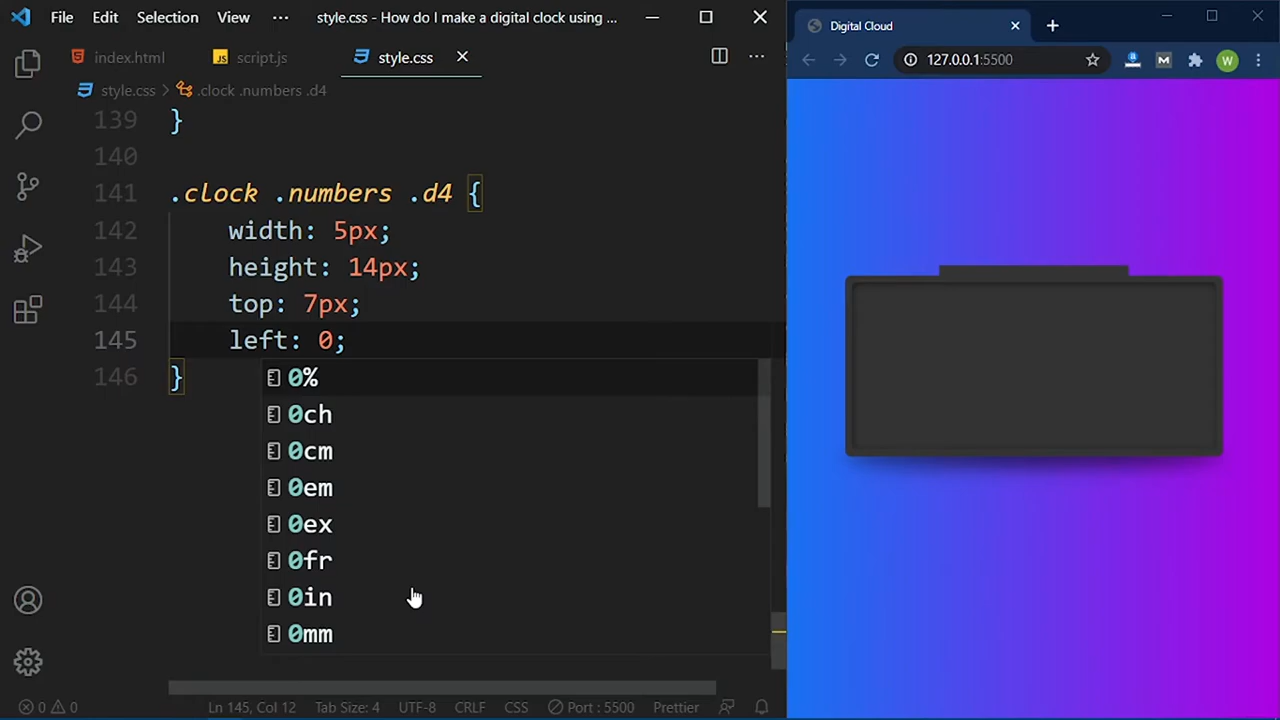 File Edit Selection View ... style.css - How do I make a digital clock using ...
index.html JS script.js style.css
style.css > .clock .numbers .d4
139 }
140
141 .clock .numbers .d4 {
142 width: 5px;
143 height: 14px;
144 top: 7px;
145 left: 0;
146 }
0%
0ch
0cm
0em
0ex
0fr
0in
0mm
0 0 Ln 145, Col 12 Tab Size: 4 UTF-8 CRLF CSS Port : 5500 Prettier
Digital Cloud
127.0.0.1:5500 M W